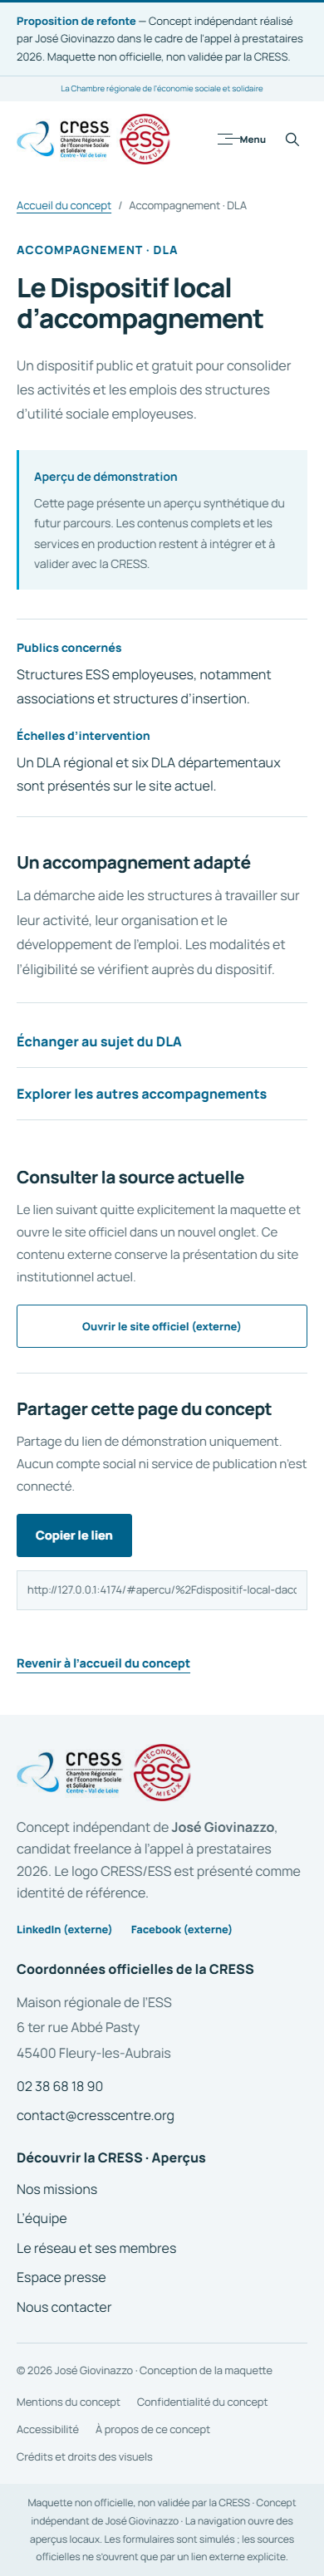 Proposition de refonte — Concept indépendant réalisé
par José Giovinazzo dans le cadre de l'appel à prestataires
2026. Maquette non officielle, non validée par la CRESS.
La Chambre régionale de l'économie sociale et solidaire
cress
Chambre Régionale
de l'Économie Sociale
et Solidaire
Centre - Val de Loire
L'ÉCONOMIE
ess
EN MIEUX
Menu
Accueil du concept / Accompagnement · DLA
ACCOMPAGNEMENT · DLA
Le Dispositif local
d’accompagnement
Un dispositif public et gratuit pour consolider
les activités et les emplois des structures
d’utilité sociale employeuses.
Aperçu de démonstration
Cette page présente un aperçu synthétique du
futur parcours. Les contenus complets et les
services en production restent à intégrer et à
valider avec la CRESS.
Publics concernés
Structures ESS employeuses, notamment
associations et structures d’insertion.
Échelles d’intervention
Un DLA régional et six DLA départementaux
sont présentés sur le site actuel.
Un accompagnement adapté
La démarche aide les structures à travailler sur
leur activité, leur organisation et le
développement de l’emploi. Les modalités et
l’éligibilité se vérifient auprès du dispositif.
Échanger au sujet du DLA
Explorer les autres accompagnements
Consulter la source actuelle
Le lien suivant quitte explicitement la maquette et
ouvre le site officiel dans un nouvel onglet. Ce
contenu externe conserve la présentation du site
institutionnel actuel.
Ouvrir le site officiel (externe)
Partager cette page du concept
Partage du lien de démonstration uniquement.
Aucun compte social ni service de publication n’est
connecté.
Copier le lien
http://127.0.0.1:4174/#apercu/%2Fdispositif-local-dacc
Revenir à l’accueil du concept
cress
Chambre Régionale
de l'Économie Sociale
et Solidaire
Centre - Val de Loire
L'ÉCONOMIE
ess
EN MIEUX
Concept indépendant de José Giovinazzo,
candidat freelance à l’appel à prestataires
2026. Le logo CRESS/ESS est présenté comme
identité de référence.
LinkedIn (externe) Facebook (externe)
Coordonnées officielles de la CRESS
Maison régionale de l’ESS
6 ter rue Abbé Pasty
45400 Fleury-les-Aubrais
02 38 68 18 90
contact@cresscentre.org
Découvrir la CRESS · Aperçus
Nos missions
L’équipe
Le réseau et ses membres
Espace presse
Nous contacter
© 2026 José Giovinazzo · Conception de la maquette
Mentions du concept Confidentialité du concept
Accessibilité À propos de ce concept
Crédits et droits des visuels
Maquette non officielle, non validée par la CRESS · Concept
indépendant de José Giovinazzo · La navigation ouvre des
aperçus locaux. Les formulaires sont simulés ; les sources
officielles ne s’ouvrent que par un lien externe explicite.